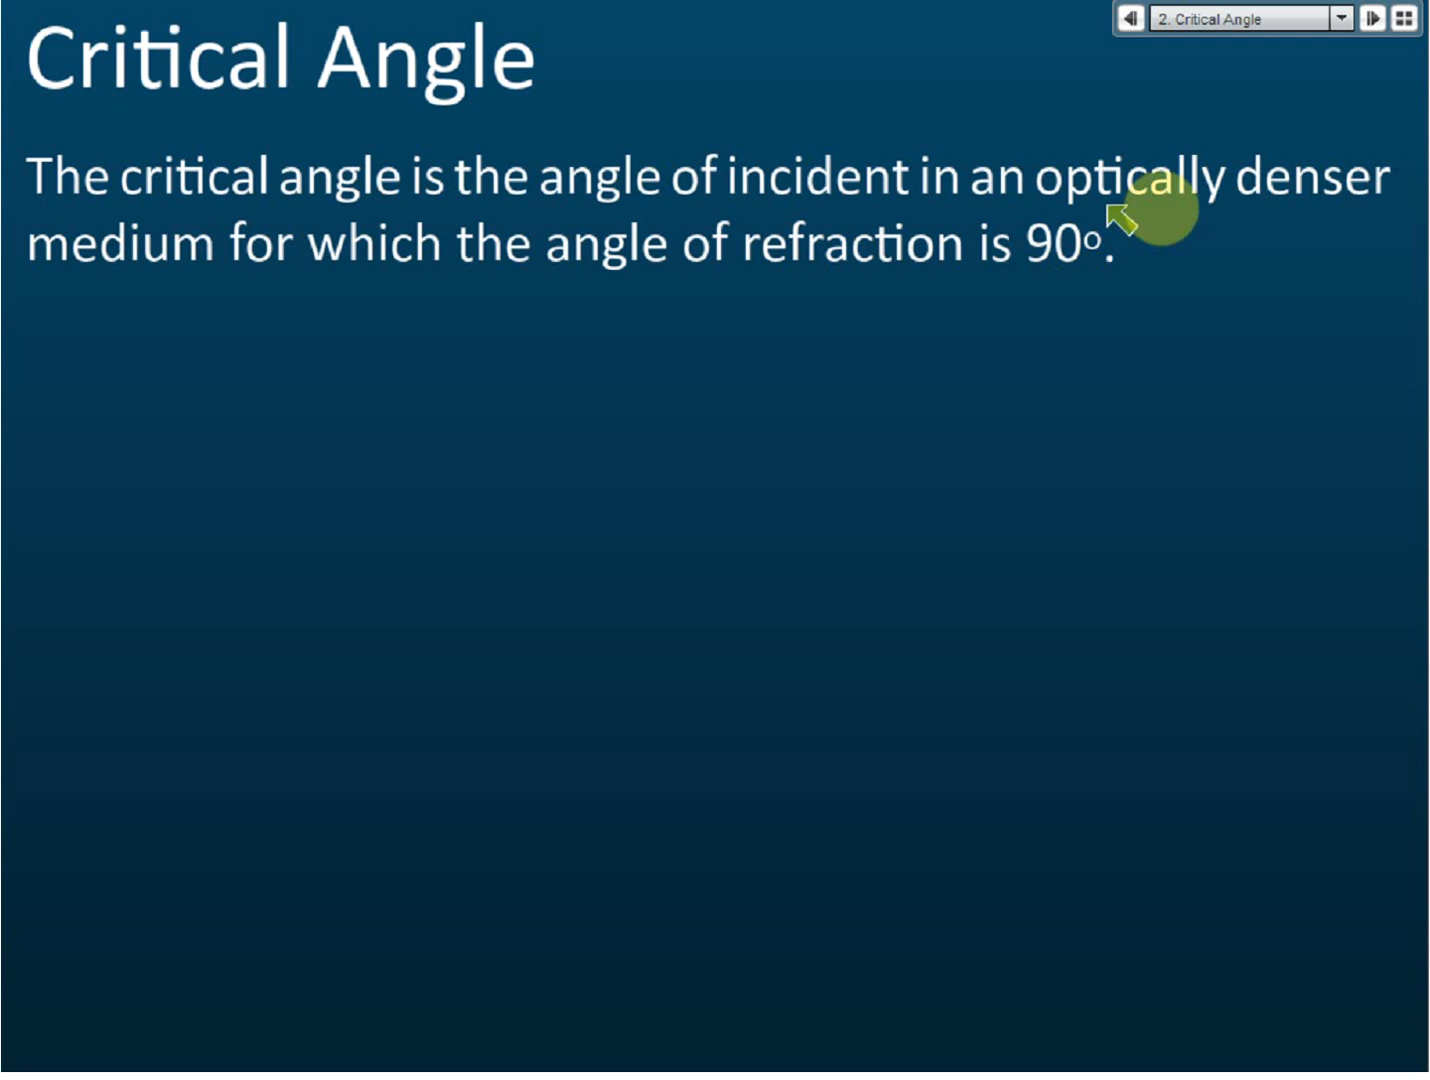 2. Critical Angle
Critical Angle
The critical angle is the angle of incident in an optically denser
medium for which the angle of refraction is 90º.